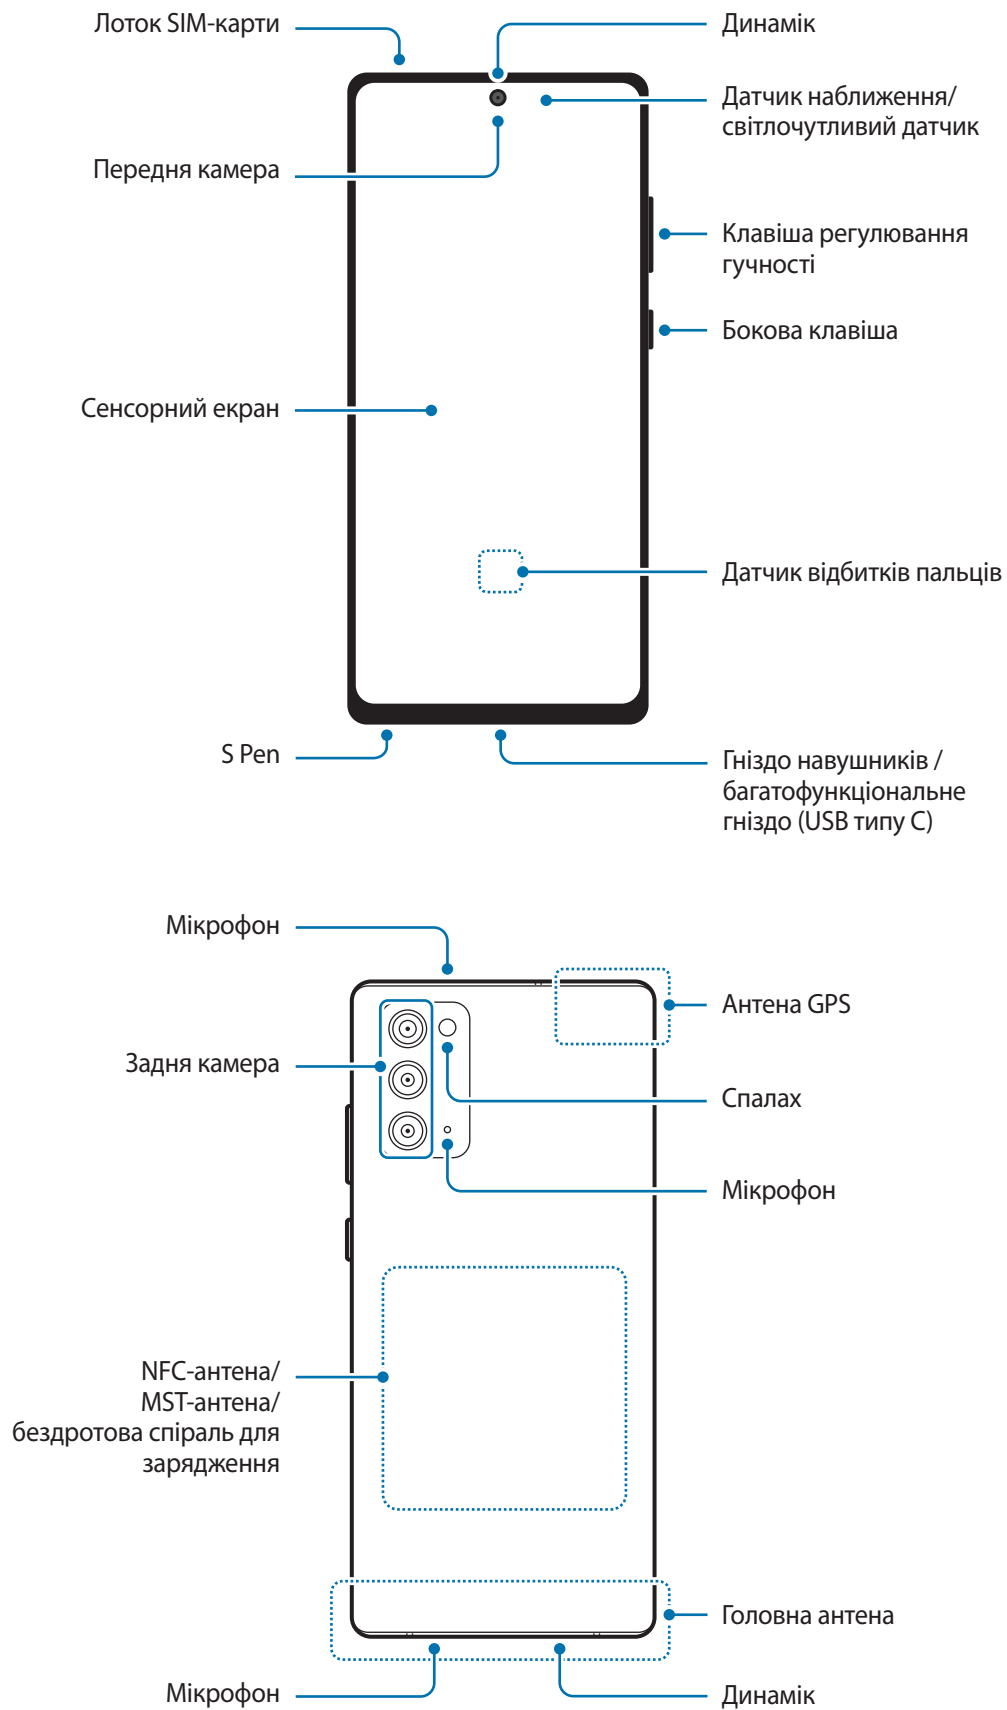 Лоток SIM-карти
Динамік
Датчик наближення/
світлочутливий датчик
Передня камера
Клавіша регулювання
гучності
Бокова клавіша
Сенсорний екран
Датчик відбитків пальців
S Pen
Гніздо навушників /
багатофункціональне
гніздо (USB типу C)
Мікрофон
Антена GPS
Задня камера
Спалах
Мікрофон
NFC-антена/
MST-антена/
бездротова спіраль для
зарядження
Головна антена
Мікрофон
Динамік